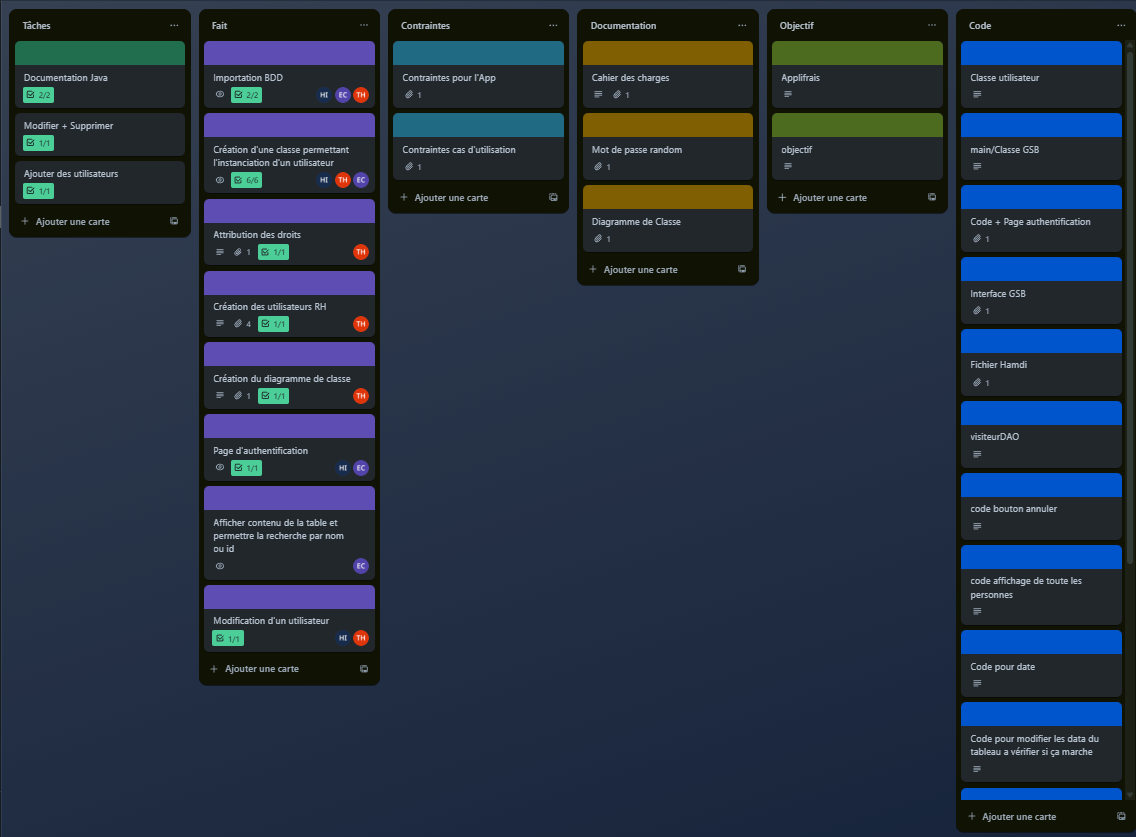 Tâches
Documentation Java
2/2
Modifier + Supprimer
1/1
Ajouter des utilisateurs
1/1
Ajouter une carte
Fait
Importation BDD
2/2 HI EC TH
Création d'une classe permettant
l'instanciation d'un utilisateur
6/6 HI TH EC
Attribution des droits
1 1/1 TH
Création des utilisateurs RH
4 1/1 TH
Création du diagramme de classe
1 1/1 TH
Page d'authentification
1/1 HI EC
Afficher contenu de la table et
permettre la recherche par nom
ou id
EC
Modification d'un utilisateur
1/1 HI TH
Ajouter une carte
Contraintes
Contraintes pour l'App
1
Contraintes cas d'utilisation
1
Ajouter une carte
Documentation
Cahier des charges
1
Mot de passe random
1
Diagramme de Classe
1
Ajouter une carte
Objectif
Applifrais
objectif
Ajouter une carte
Code
Classe utilisateur
main/Classe GSB
Code + Page authentification
1
Interface GSB
1
Fichier Hamdi
1
visiteurDAO
code bouton annuler
code affichage de toute les
personnes
Code pour date
Code pour modifier les data du
tableau a vérifier si ça marche
Ajouter une carte